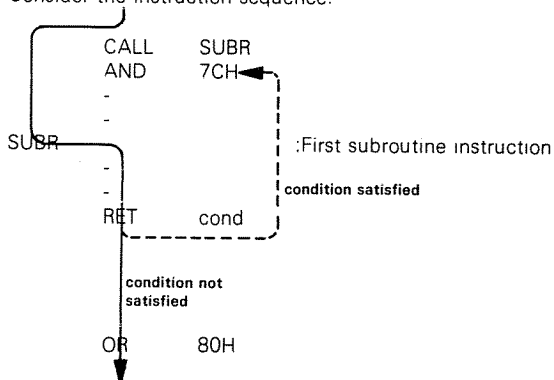 Consider the instruction sequence:
CALL SUBR
AND 7CH
-
-
SUBR - :First subroutine instruction
-
-
condition satisfied
RET cond
condition not
satisfied
OR 80H